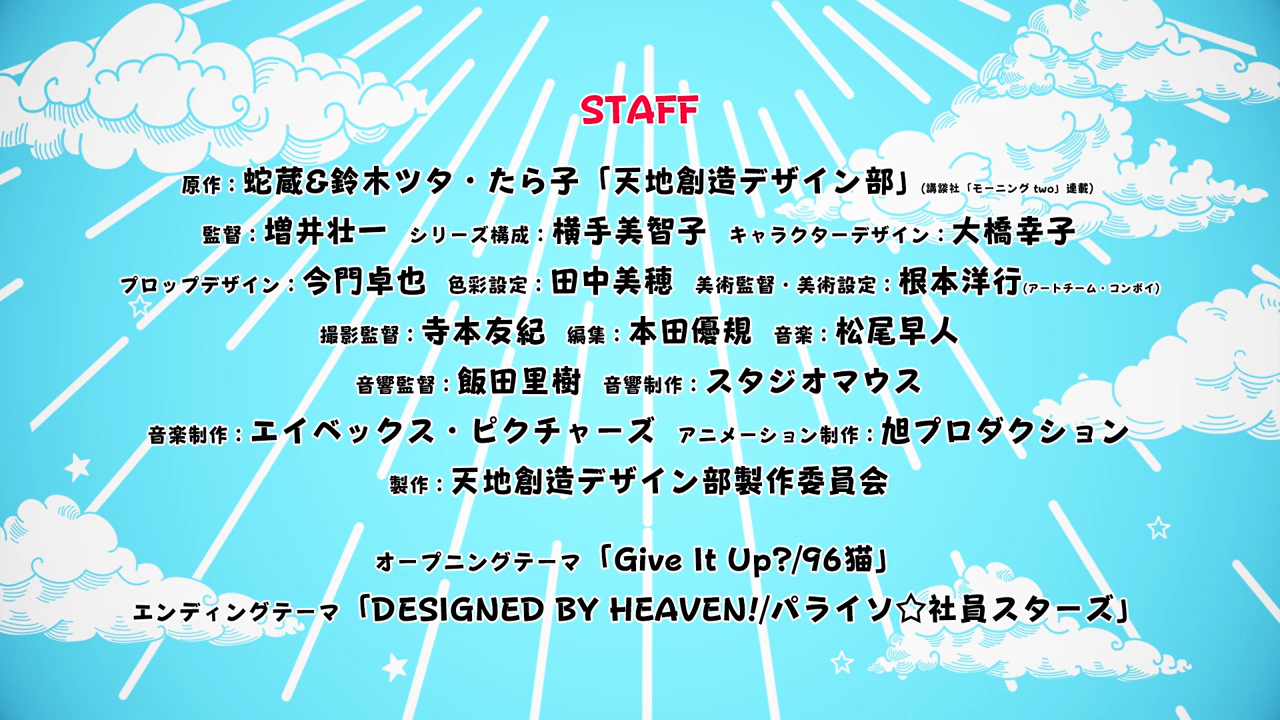 STAFF
原作：蛇蔵&鈴木ツタ・たら子「天地創造デザイン部」(講談社「モーニング two」連載)
監督：増井壮一　シリーズ構成：横手美智子　キャラクターデザイン：大橋幸子
プロップデザイン：今門卓也　色彩設定：田中美穂　美術監督・美術設定：根本洋行(アートチーム・コンボイ)
撮影監督：寺本友紀　編集：本田優規　音楽：松尾早人
音響監督：飯田里樹　音響制作：スタジオマウス
音楽制作：エイベックス・ピクチャーズ　アニメーション制作：旭プロダクション
製作：天地創造デザイン部製作委員会
オープニングテーマ「Give It Up?/96猫」
エンディングテーマ「DESIGNED BY HEAVEN!/パライソ☆社員スターズ」